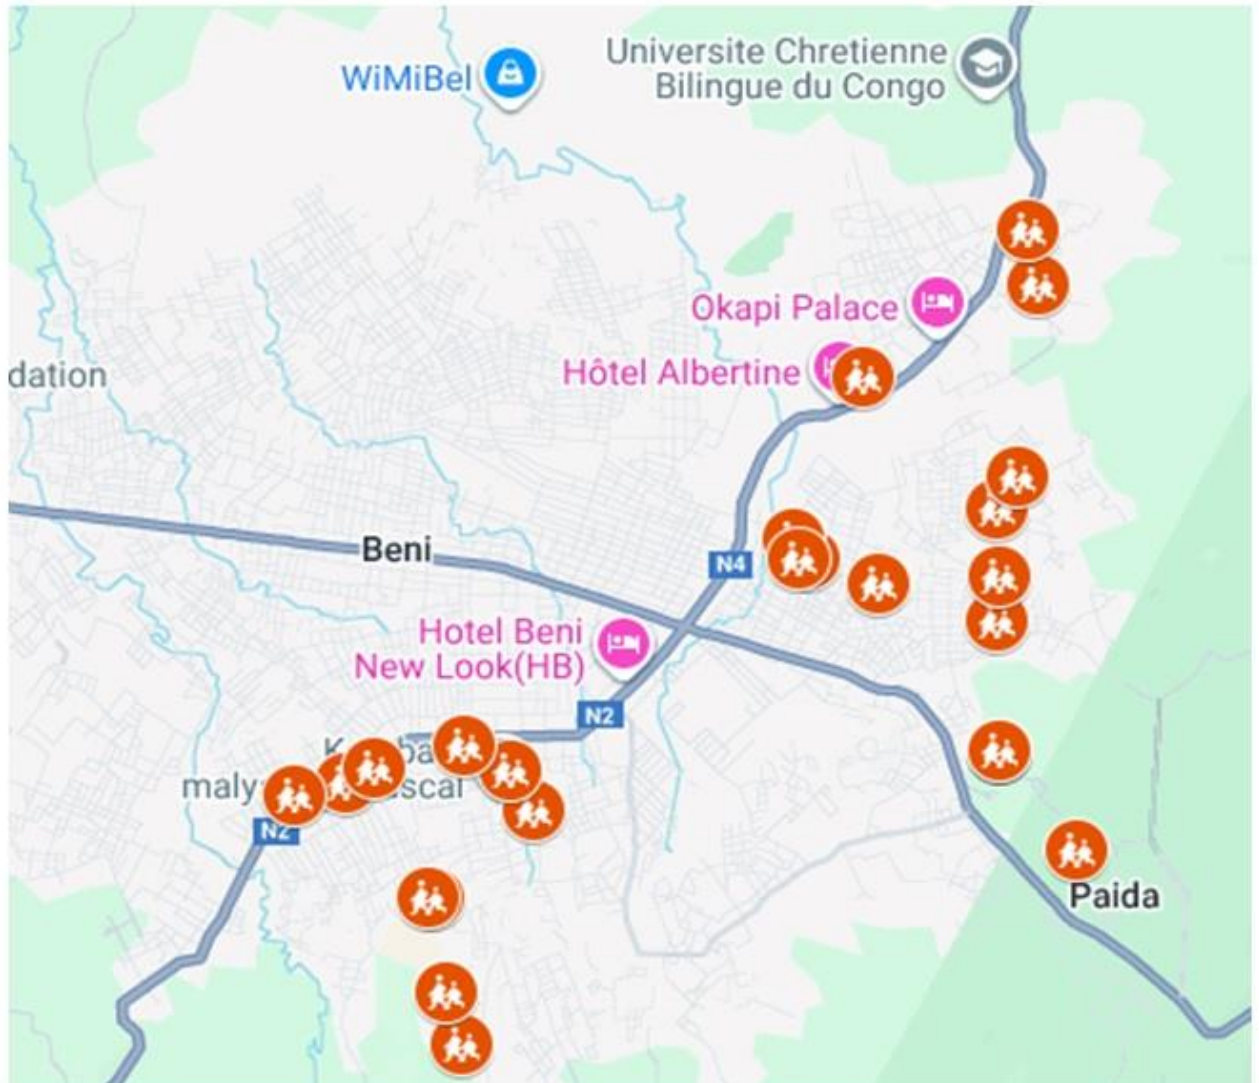 Universite Chretienne
Bilingue du Congo
WiMiBel
Okapi Palace
Hôtel Albertine
dation
Beni
N4
Hotel Beni
New Look(HB)
N2
N2
Paida